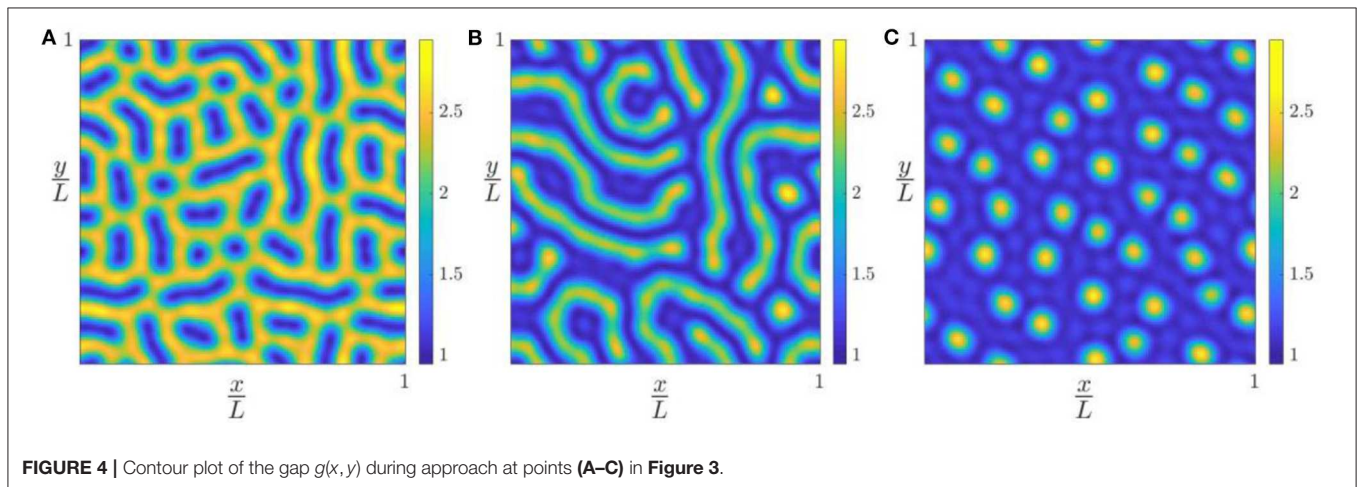 A
1
y
L
x
L
1
2.5
2
1.5
1
B
1
y
L
x
L
1
2.5
2
1.5
1
C
1
y
L
x
L
1
2.5
2
1.5
1
FIGURE 4 | Contour plot of the gap g(x, y) during approach at points (A–C) in Figure 3.